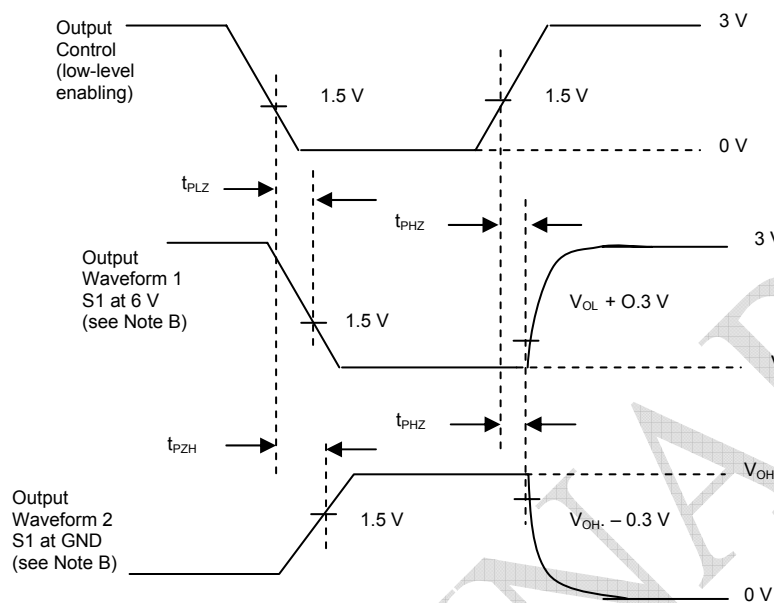 Output
Control
(low-level
enabling)
3 V
1.5 V
1.5 V
0 V
tPLZ
tPHZ
Output
Waveform 1
S1 at 6 V
(see Note B)
3 V
1.5 V
VOL + O.3 V
tPZH
tPHZ
Output
Waveform 2
S1 at GND
(see Note B)
VOH
1.5 V
VOH. – 0.3 V
0 V